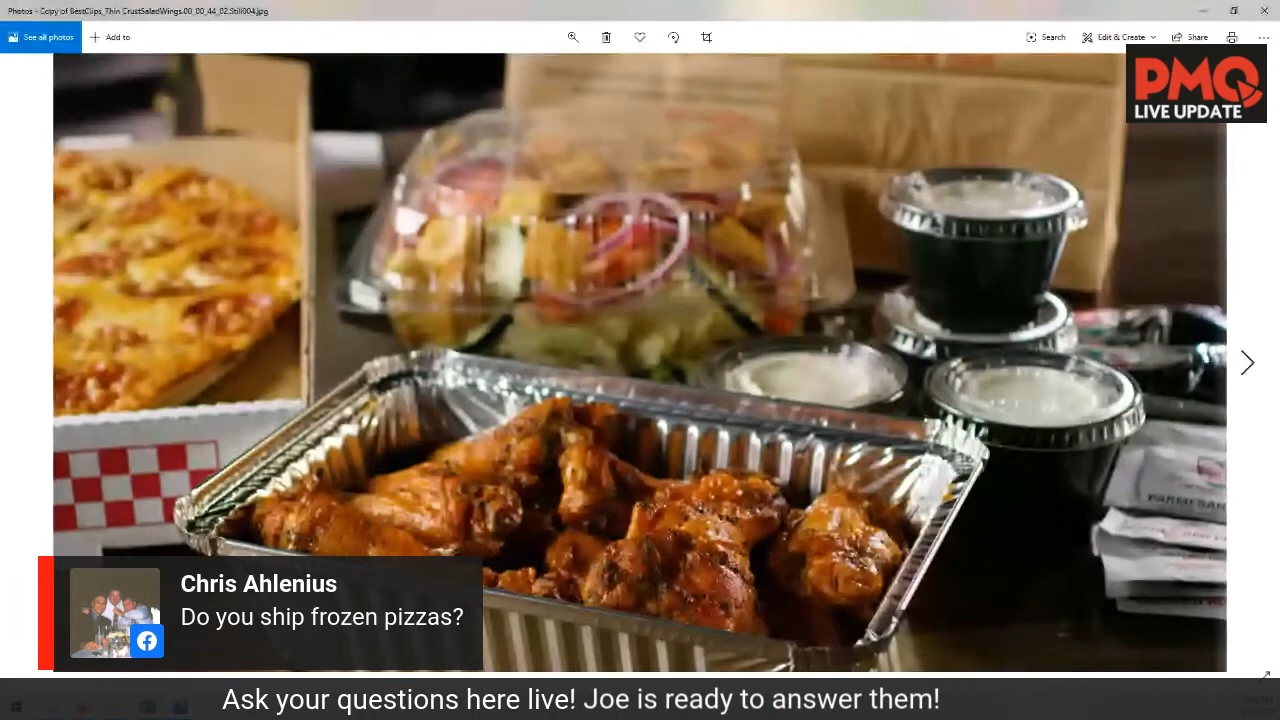 Photos - Copy of BestClips_Thin CrustSaladWings.00_00_44_02.Still004.jpg
See all photos
Add to
Search
Edit & Create
Share
PMQ
LIVE UPDATE
PARMESAN
Chris Ahlenius
Do you ship frozen pizzas?
Ask your questions here live! Joe is ready to answer them!